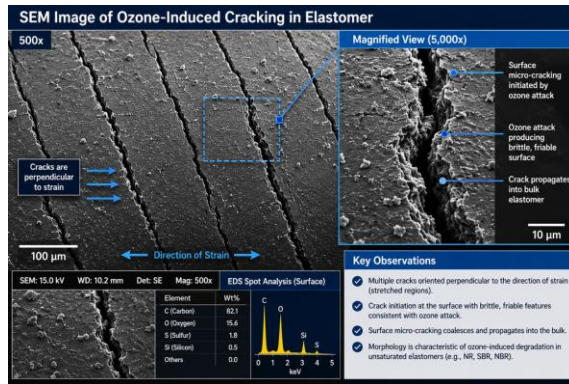 SEM Image of Ozone-Induced Cracking in Elastomer
500x
Cracks are
perpendicular
to strain
100 µm
Direction of Strain
Magnified View (5,000x)
Surface
micro-cracking
initiated by
ozone attack
Ozone attack
producing
brittle, friable
surface
Crack propagates
into bulk
elastomer
10 µm
SEM: 15.0 kV WD: 10.2 mm Det: SE Mag: 500x
EDS Spot Analysis (Surface)
Element Wt%
C (Carbon) 82.1
O (Oxygen) 15.6
S (Sulfur) 1.8
Si (Silicon) 0.5
Others 0.0
C
O
Si
S
0 1 2 3 4 5
keV
Key Observations
Multiple cracks oriented perpendicular to the direction of strain
(stretched regions).
Crack initiation at the surface with brittle, friable features
consistent with ozone attack.
Surface micro-cracking coalesces and propagates into the bulk.
Morphology is characteristic of ozone-induced degradation in
unsaturated elastomers (e.g., NR, SBR, NBR).